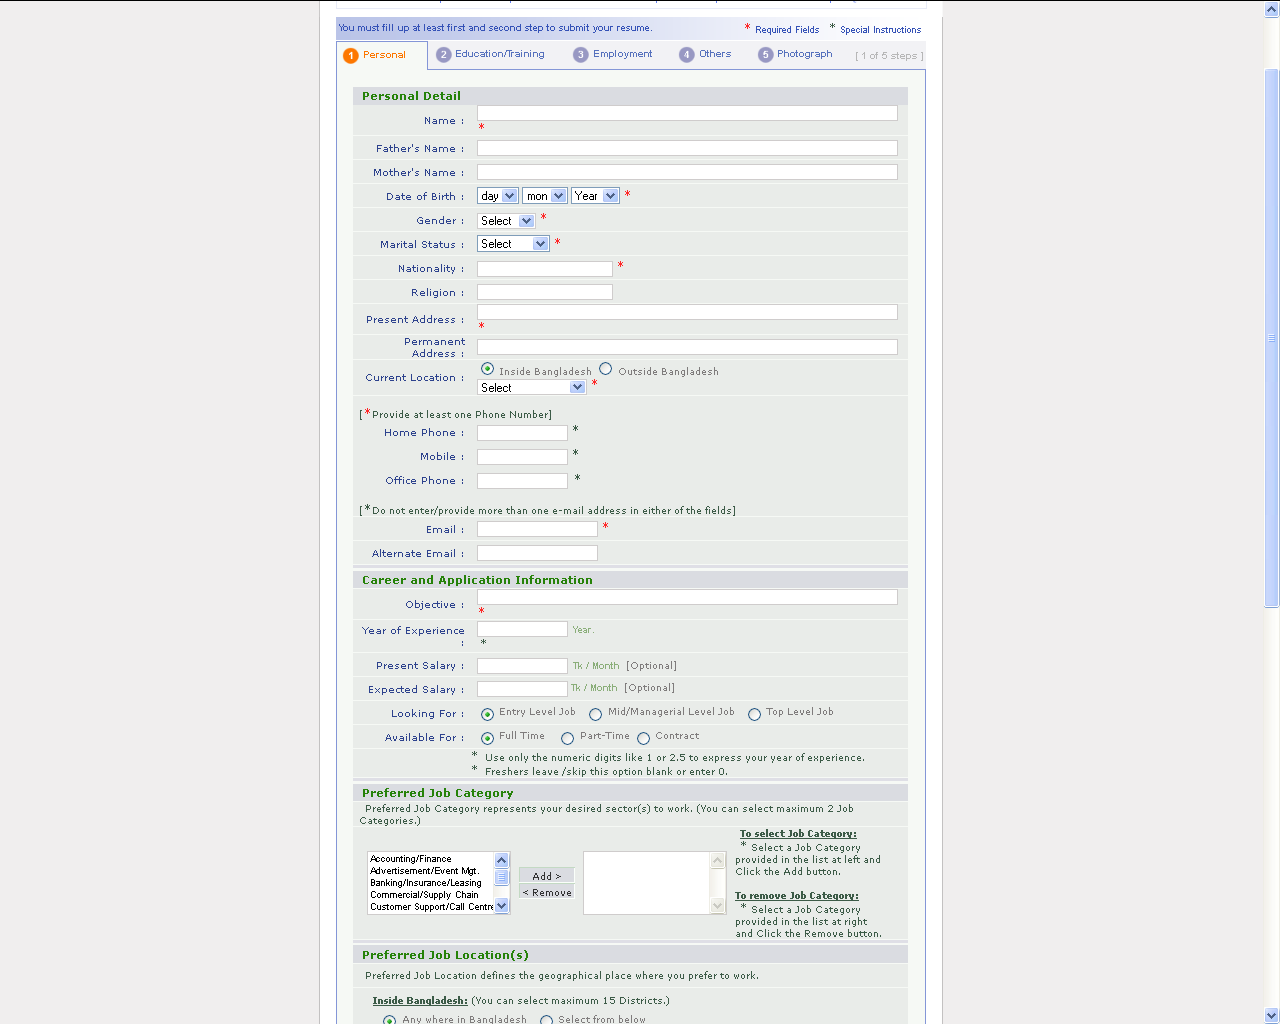 You must fill up at least first and second step to submit your resume. * Required Fields * Special Instructions
1 Personal 2 Education/Training 3 Employment 4 Others 5 Photograph [ 1 of 5 steps ]
Personal Detail
Name :
*
Father's Name :
Mother's Name :
Date of Birth : day mon Year *
Gender : Select *
Marital Status : Select *
Nationality : *
Religion :
Present Address :
*
Permanent
Address :
Current Location : Inside Bangladesh Outside Bangladesh
Select *
[*Provide at least one Phone Number]
Home Phone : *
Mobile : *
Office Phone : *
[*Do not enter/provide more than one e-mail address in either of the fields]
Email : *
Alternate Email :
Career and Application Information
Objective :
*
Year of Experience Year.
: *
Present Salary : Tk / Month [Optional]
Expected Salary : Tk / Month [Optional]
Looking For : Entry Level Job Mid/Managerial Level Job Top Level Job
Available For : Full Time Part-Time Contract
* Use only the numeric digits like 1 or 2.5 to express your year of experience.
* Freshers leave /skip this option blank or enter 0.
Preferred Job Category
Preferred Job Category represents your desired sector(s) to work. (You can select maximum 2 Job
Categories.)
Accounting/Finance
Advertisement/Event Mgt.
Banking/Insurance/Leasing
Commercial/Supply Chain
Customer Support/Call Centre
Add >
< Remove
To select Job Category:
* Select a Job Category
provided in the list at left and
Click the Add button.
To remove Job Category:
* Select a Job Category
provided in the list at right
and Click the Remove button.
Preferred Job Location(s)
Preferred Job Location defines the geographical place where you prefer to work.
Inside Bangladesh: (You can select maximum 15 Districts.)
Any where in Bangladesh Select from below